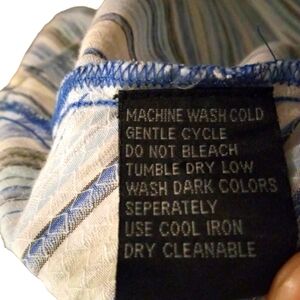 MACHINE WASH COLD
GENTLE CYCLE
DO NOT BLEACH
TUMBLE DRY LOW
WASH DARK COLORS
SEPERATELY
USE COOL IRON
DRY CLEANABLE